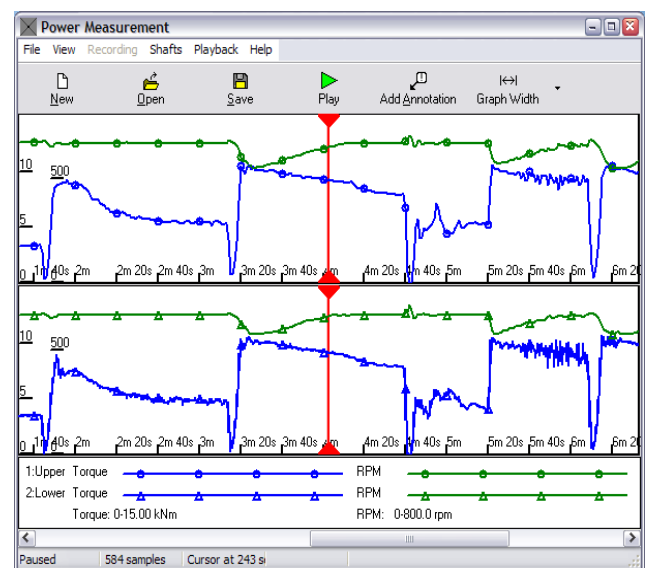 Power Measurement
File View Recording Shafts Playback Help
New Open Save Play Add Annotation Graph Width
10 500
5
0 0 1m 40s 2m 2m 20s 2m 40s 3m 3m 20s 3m 40s 4m 4m 20s 4m 40s 5m 5m 20s 5m 40s 6m 6m 20
10 500
5
0 0 1m 40s 2m 2m 20s 2m 40s 3m 3m 20s 3m 40s 4m 4m 20s 4m 40s 5m 5m 20s 5m 40s 6m 6m 20
1:Upper Torque RPM
2:Lower Torque RPM
Torque: 0-15.00 kNm RPM: 0-800.0 rpm
Paused 584 samples Cursor at 243 s